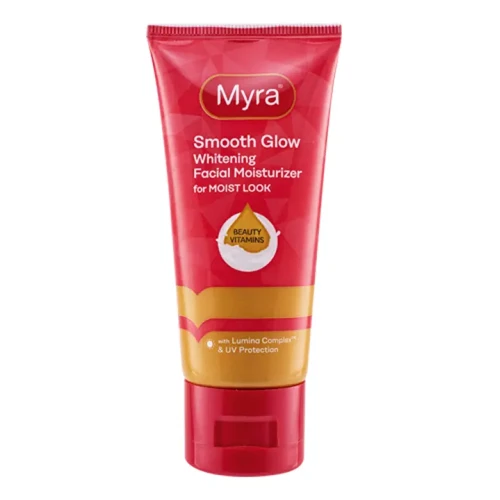 Myra®
Smooth Glow
Whitening
Facial Moisturizer
for MOIST LOOK
BEAUTY
VITAMINS
with Lumina Complex™
& UV Protection